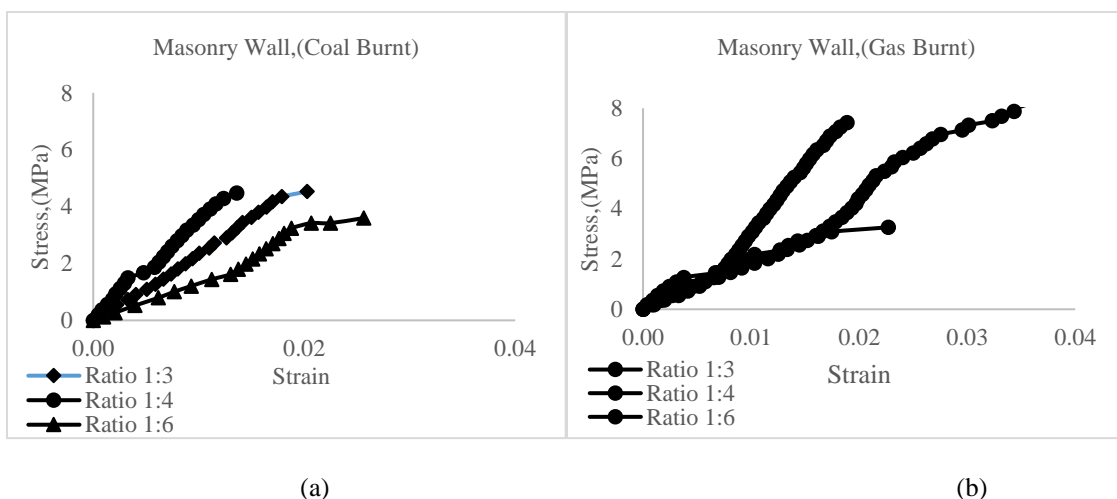 Masonry Wall,(Coal Burnt)
8
6
4
2
0
Stress,(MPa)
0.00
0.02
0.04
Strain
Ratio 1:3
Ratio 1:4
Ratio 1:6
(a)
Masonry Wall,(Gas Burnt)
8
6
4
2
0
Stress,(MPa)
0.00
0.01
0.02
0.03
0.04
Strain
Ratio 1:3
Ratio 1:4
Ratio 1:6
(b)